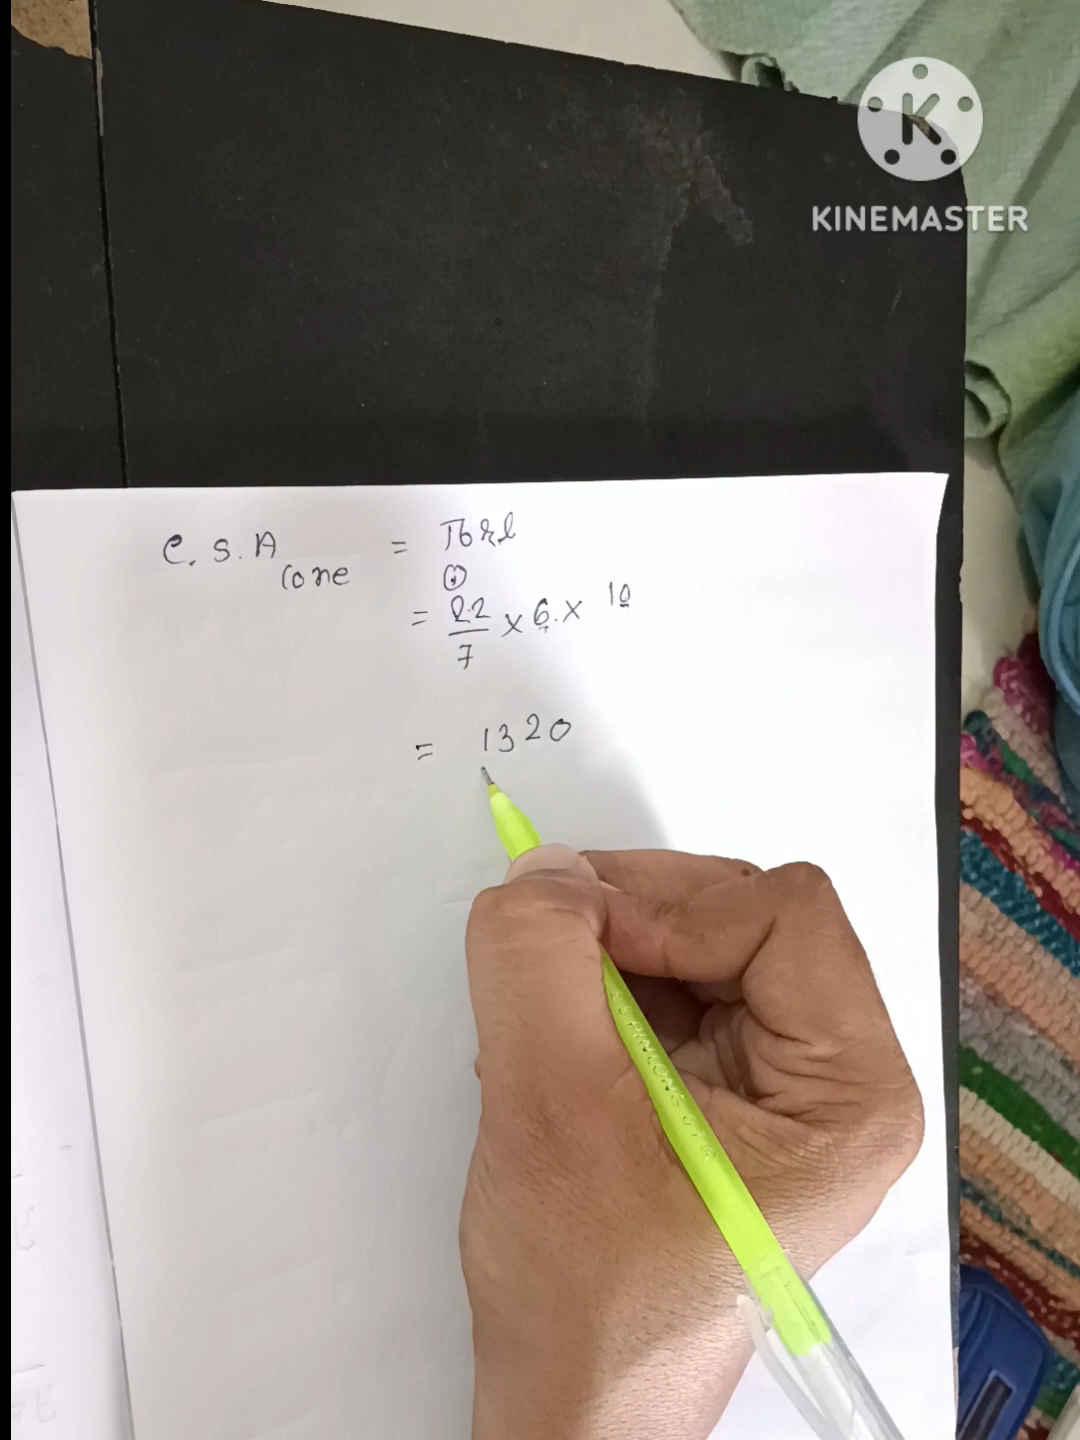 KINEMASTER
C. S. A cone = πrl
= 22/7 × 6 × 10
= 1320